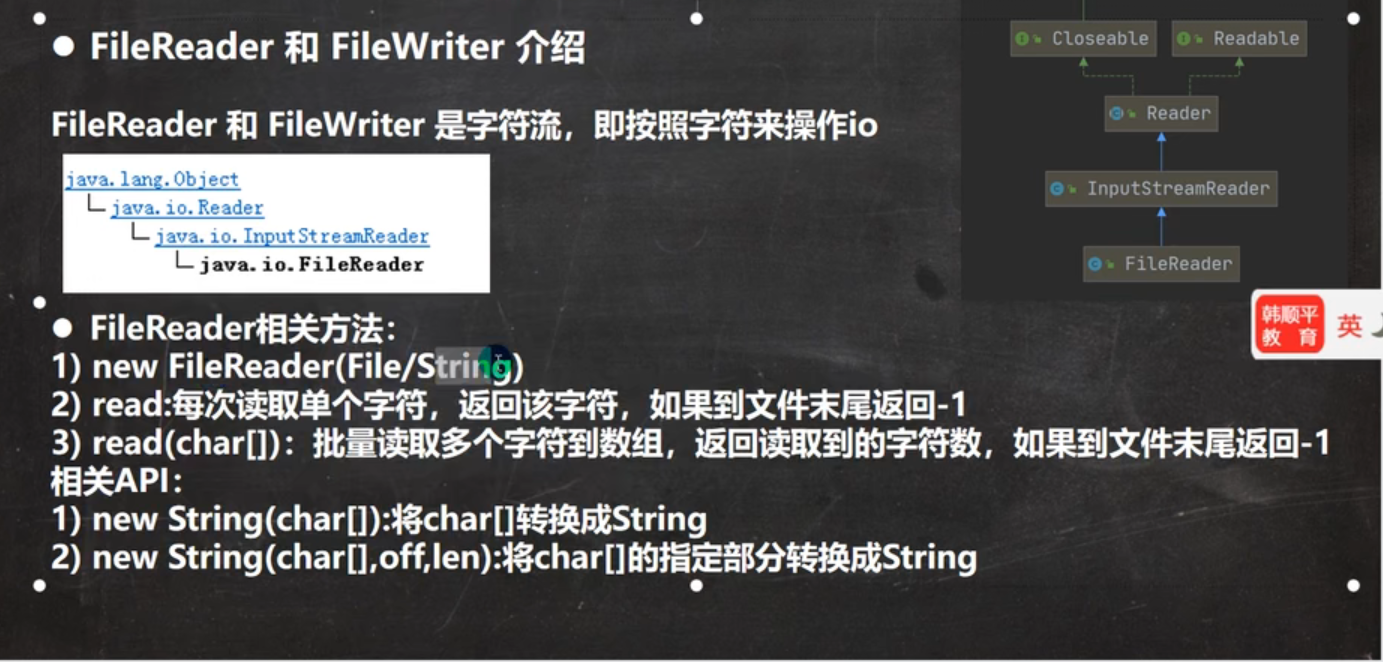 ● FileReader 和 FileWriter 介绍
FileReader 和 FileWriter 是字符流，即按照字符来操作io
java.lang.Object
java.io.Reader
java.io.InputStreamReader
java.io.FileReader
Closeable
Readable
Reader
InputStreamReader
FileReader
● FileReader相关方法：
1) new FileReader(File/String)
2) read:每次读取单个字符，返回该字符，如果到文件末尾返回-1
3) read(char[])：批量读取多个字符到数组，返回读取到的字符数，如果到文件末尾返回-1
相关API：
1) new String(char[]):将char[]转换成String
2) new String(char[],off,len):将char[]的指定部分转换成String
韩顺平
教 育
英